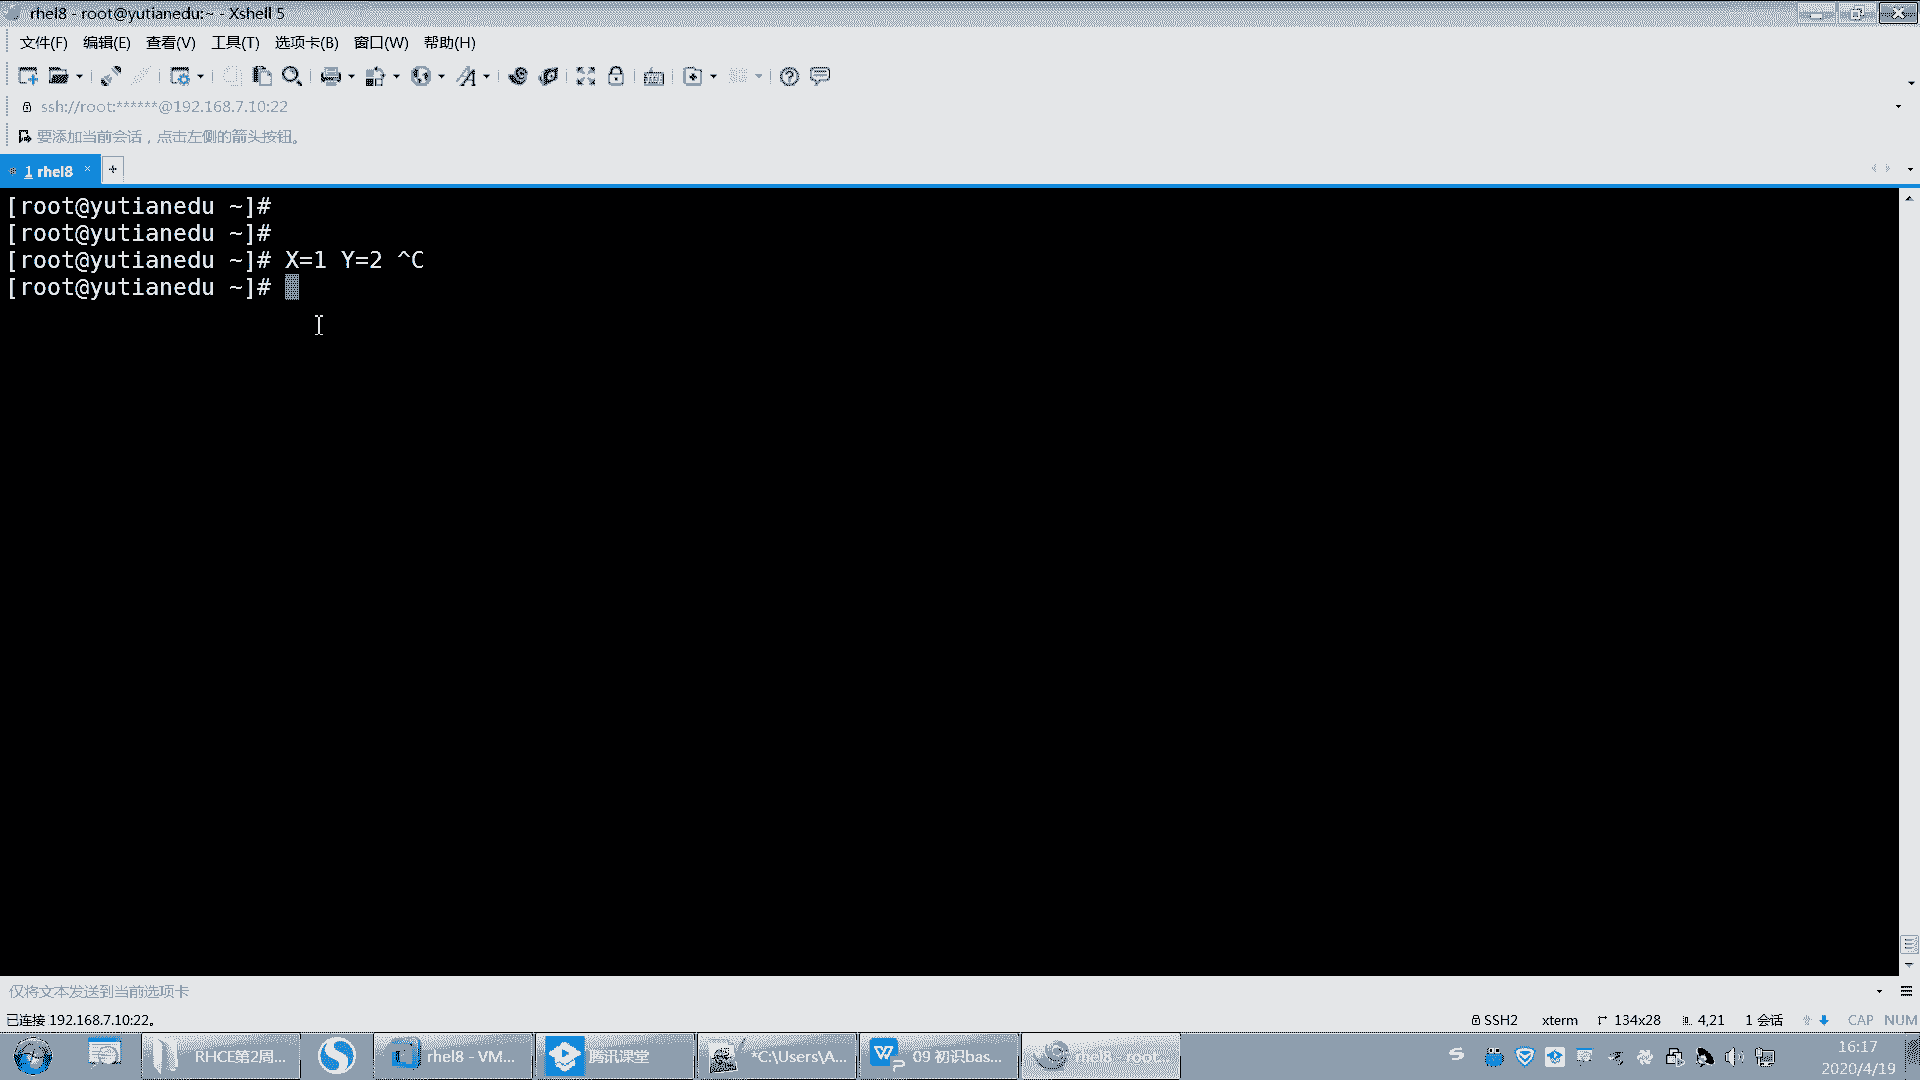 rhel8 - root@yutianedu:~ - Xshell 5
文件(F) 编辑(E) 查看(V) 工具(T) 选项卡(B) 窗口(W) 帮助(H)
ssh://root:******@192.168.7.10:22
要添加当前会话，点击左侧的箭头按钮。
1 rhel8
[root@yutianedu ~]#
[root@yutianedu ~]#
[root@yutianedu ~]# X=1 Y=2 ^C
[root@yutianedu ~]#
仅将文本发送到当前选项卡
已连接 192.168.7.10:22。 SSH2 xterm 134x28 4,21 1 会话 CAP NUM
RHCE第2周... rhel8 - VM... 腾讯课堂 *C:\Users\A... 09 初识bas... rhel8 - root... 16:17
2020/4/19